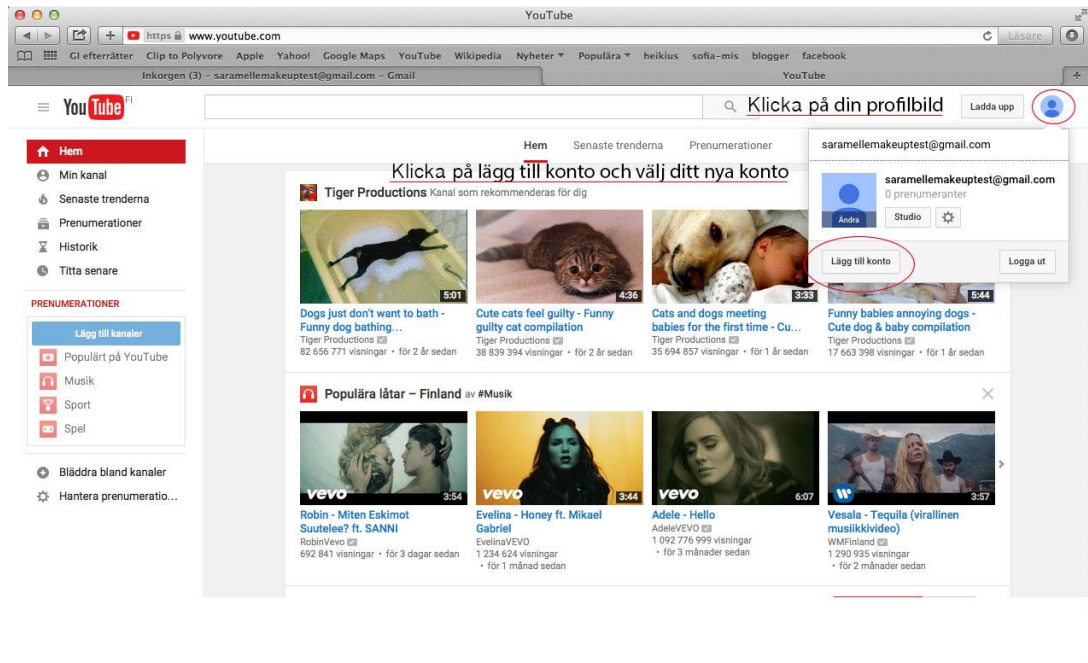 YouTube
https www.youtube.com
Läsare
GI efterrätter Clip to Polyvore Apple Yahoo! Google Maps YouTube Wikipedia Nyheter Populära heikius sofia-mis blogger facebook
Inkorgen (3) – saramellemakeuptest@gmail.com – Gmail
YouTube
YouTube FI
Klicka på din profilbild
Ladda upp
Hem
Min kanal
Senaste trenderna
Prenumerationer
Historik
Titta senare
PRENUMERATIONER
Lägg till kanaler
Populärt på YouTube
Musik
Sport
Spel
Bläddra bland kanaler
Hantera prenumeratio...
Hem Senaste trenderna Prenumerationer
Klicka på lägg till konto och välj ditt nya konto
saramellemakeuptest@gmail.com
saramellemakeuptest@gmail.com
0 prenumeranter
Ändra
Studio
Lägg till konto
Logga ut
Tiger Productions Kanal som rekommenderas för dig
5:01
Dogs just don't want to bath -
Funny dog bathing...
Tiger Productions
82 656 771 visningar • för 2 år sedan
4:36
Cute cats feel guilty - Funny
guilty cat compilation
Tiger Productions
38 839 394 visningar • för 2 år sedan
3:33
Cats and dogs meeting
babies for the first time - Cu...
Tiger Productions
35 694 857 visningar • för 1 år sedan
5:44
Funny babies annoying dogs -
Cute dog & baby compilation
Tiger Productions
17 663 398 visningar • för 1 år sedan
Populära låtar – Finland av #Musik
vevo 3:54
Robin - Miten Eskimot
Suutelee? ft. SANNI
RobinVevo
692 841 visningar • för 3 dagar sedan
vevo 3:44
Evelina - Honey ft. Mikael
Gabriel
EvelinaVEVO
1 234 624 visningar
• för 1 månad sedan
vevo 6:07
Adele - Hello
AdeleVEVO
1 092 776 999 visningar
• för 3 månader sedan
3:57
Vesala - Tequila (virallinen
musiikkivideo)
WMFinland
1 290 935 visningar
• för 2 månader sedan